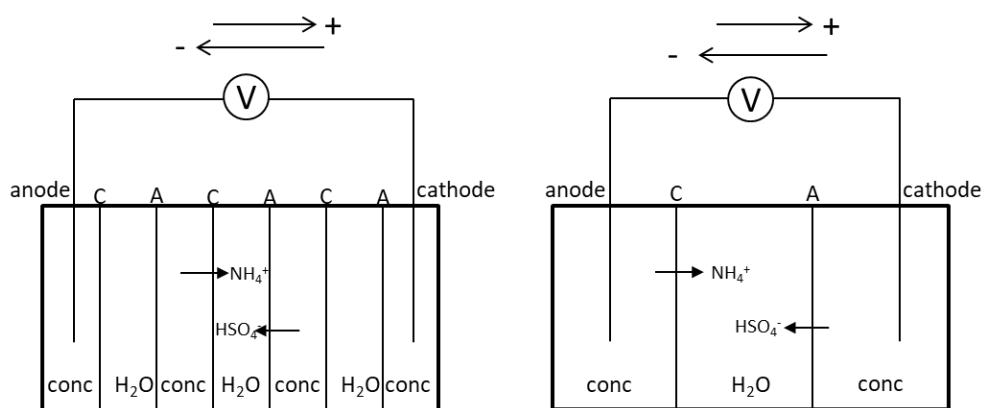 +
-
V
anode C A C A C A cathode
NH₄⁺
HSO₄⁻
conc H₂O conc H₂O conc H₂O conc
+
-
V
anode C A cathode
NH₄⁺
HSO₄⁻
conc H₂O conc